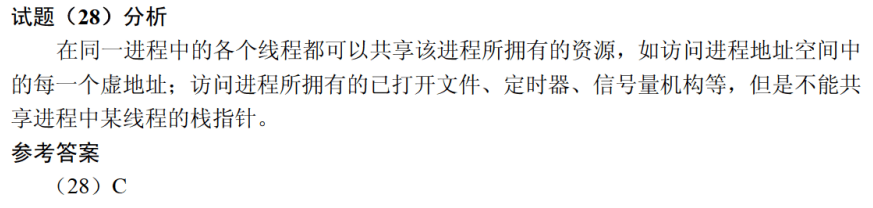 试题（28）分析
在同一进程中的各个线程都可以共享该进程所拥有的资源，如访问进程地址空间中
的每一个虚地址；访问进程所拥有的已打开文件、定时器、信号量机构等，但是不能共
享进程中某线程的栈指针。
参考答案
（28）C